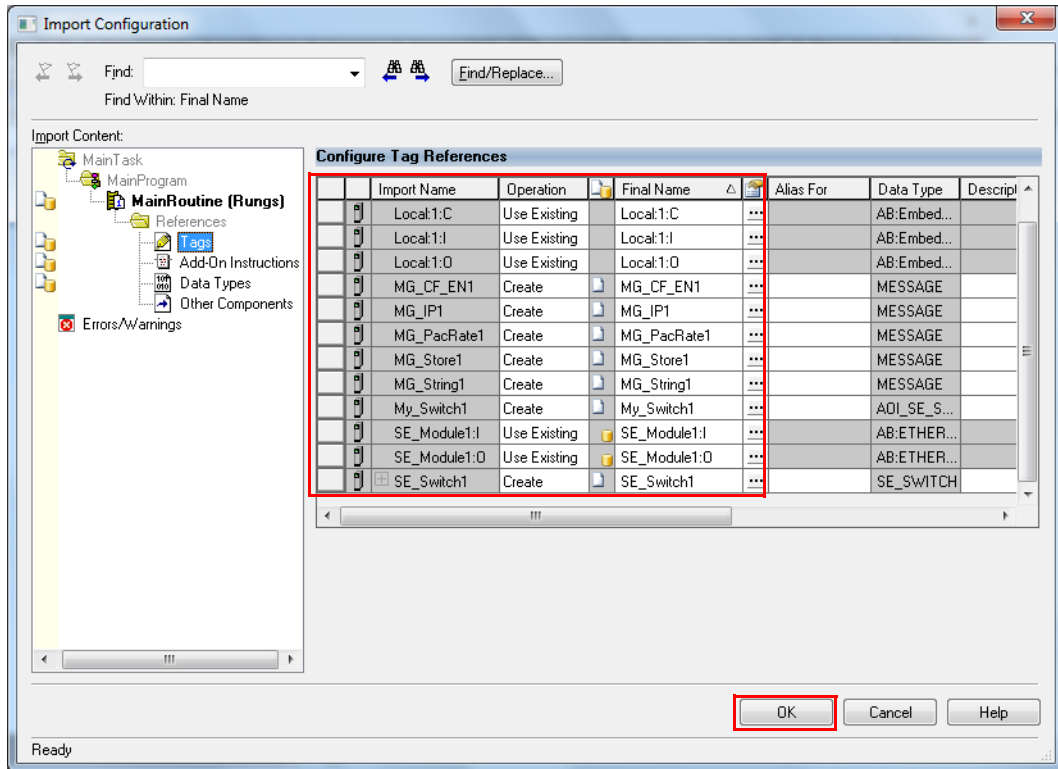 Import Configuration
Find:
Find/Replace...
Find Within: Final Name
Import Content:
MainTask
MainProgram
MainRoutine (Rungs)
References
Tags
Add-On Instructions
Data Types
Other Components
Errors/Warnings
Configure Tag References
Import Name Operation Final Name Alias For Data Type Descript
Local:1:C Use Existing Local:1:C ... AB:Embed...
Local:1:I Use Existing Local:1:I ... AB:Embed...
Local:1:O Use Existing Local:1:O ... AB:Embed...
MG_CF_EN1 Create MG_CF_EN1 ... MESSAGE
MG_IP1 Create MG_IP1 ... MESSAGE
MG_PacRate1 Create MG_PacRate1 ... MESSAGE
MG_Store1 Create MG_Store1 ... MESSAGE
MG_String1 Create MG_String1 ... MESSAGE
My_Switch1 Create My_Switch1 ... AOI_SE_S...
SE_Module1:I Use Existing SE_Module1:I ... AB:ETHER...
SE_Module1:O Use Existing SE_Module1:O ... AB:ETHER...
SE_Switch1 Create SE_Switch1 ... SE_SWITCH
OK Cancel Help
Ready